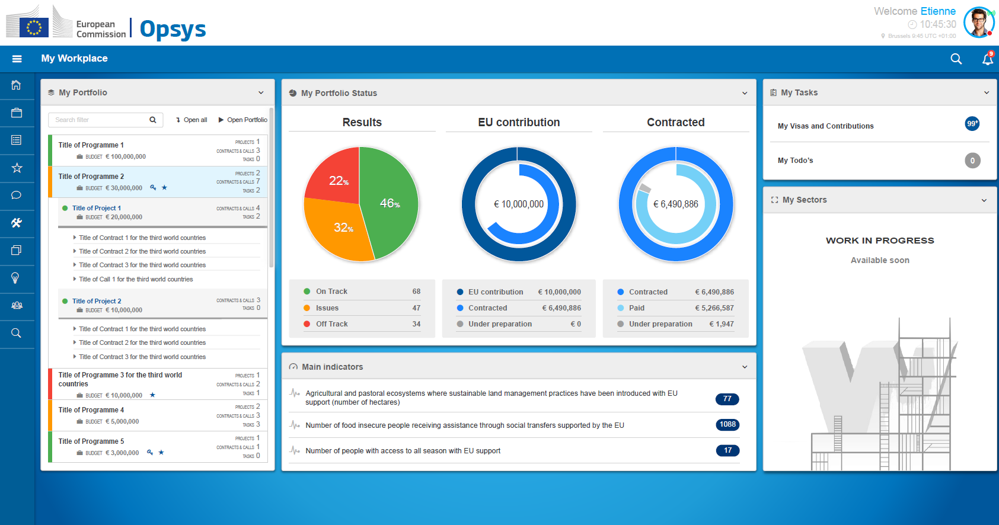 European
Commission
Opsys
Welcome Etienne
10:45:30
Brussels 9:45 UTC +01:00
My Workplace
9
My Portfolio
Search filter
Open all
Open Portfolio
Title of Programme 1
BUDGET € 100,000,000
PROJECTS 1
CONTRACTS & CALLS 3
TASKS 0
Title of Programme 2
BUDGET € 30,000,000
PROJECTS 2
CONTRACTS & CALLS 7
TASKS 2
Title of Project 1
BUDGET € 20,000,000
CONTRACTS & CALLS 4
TASKS 2
Title of Contract 1 for the third world countries
Title of Contract 2 for the third world countries
Title of Contract 3 for the third world countries
Title of Call 1 for the third world countries
Title of Project 2
BUDGET € 10,000,000
CONTRACTS & CALLS 3
TASKS 0
Title of Contract 1 for the third world countries
Title of Contract 2 for the third world countries
Title of Contract 3 for the third world countries
Title of Programme 3 for the third world
countries
BUDGET € 10,000,000
PROJECTS 1
CONTRACTS & CALLS 2
TASKS 1
Title of Programme 4
BUDGET € 5,000,000
PROJECTS 2
CONTRACTS & CALLS 3
TASKS 3
Title of Programme 5
BUDGET € 3,000,000
PROJECTS 1
CONTRACTS & CALLS 1
TASKS 0
My Portfolio Status
Results
22%
46%
32%
On Track 68
Issues 47
Off Track 34
EU contribution
€ 10,000,000
EU contribution € 10,000,000
Contracted € 6,490,886
Under preparation € 0
Contracted
€ 6,490,886
Contracted € 6,490,886
Paid € 5,266,587
Under preparation € 1,947
Main indicators
Agricultural and pastoral ecosystems where sustainable land management practices have been introduced with EU
support (number of hectares)
77
Number of food insecure people receiving assistance through social transfers supported by the EU
1088
Number of people with access to all season with EU support
17
My Tasks
My Visas and Contributions 99+
My Todo's 0
My Sectors
WORK IN PROGRESS
Available soon